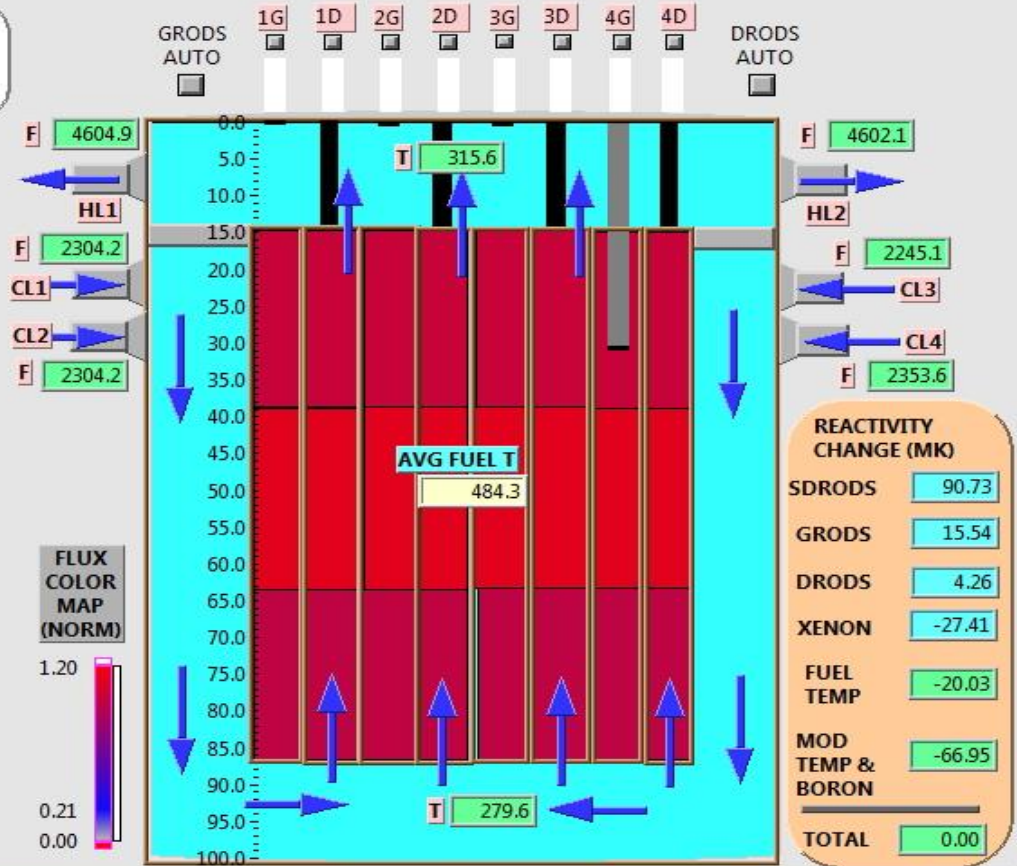 1G 1D 2G 2D 3G 3D 4G 4D
GRODS
AUTO
DRODS
AUTO
F 4604.9
HL1
F 2304.2
CL1
CL2
F 2304.2
0.0
5.0
10.0
15.0
20.0
25.0
30.0
35.0
40.0
45.0
50.0
55.0
60.0
65.0
70.0
75.0
80.0
85.0
90.0
95.0
100.0
T 315.6
AVG FUEL T
484.3
T 279.6
F 4602.1
HL2
F 2245.1
CL3
CL4
F 2353.6
FLUX
COLOR
MAP
(NORM)
1.20
0.21
0.00
REACTIVITY
CHANGE (MK)
SDRODS 90.73
GRODS 15.54
DRODS 4.26
XENON -27.41
FUEL
TEMP -20.03
MOD
TEMP & -66.95
BORON
TOTAL 0.00